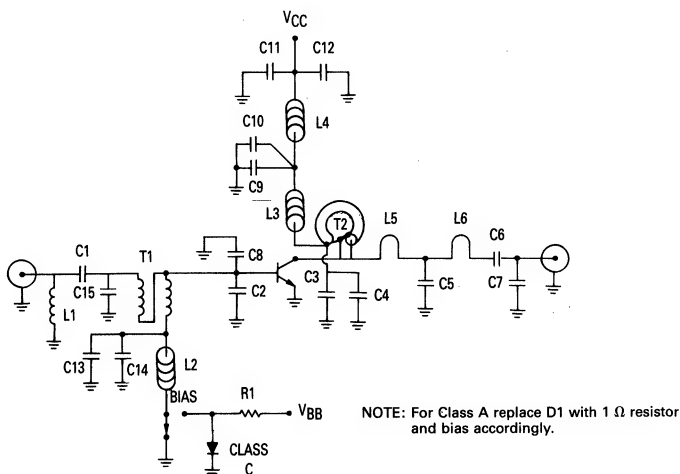 VCC
C11
C12
C10
L4
C9
L3
T2
L5
L6
C6
C1
T1
C8
C15
C2
C3
C4
C5
C7
L1
C13
C14
L2
BIAS
R1
VBB
CLASS
C
NOTE: For Class A replace D1 with 1 Ω resistor
and bias accordingly.